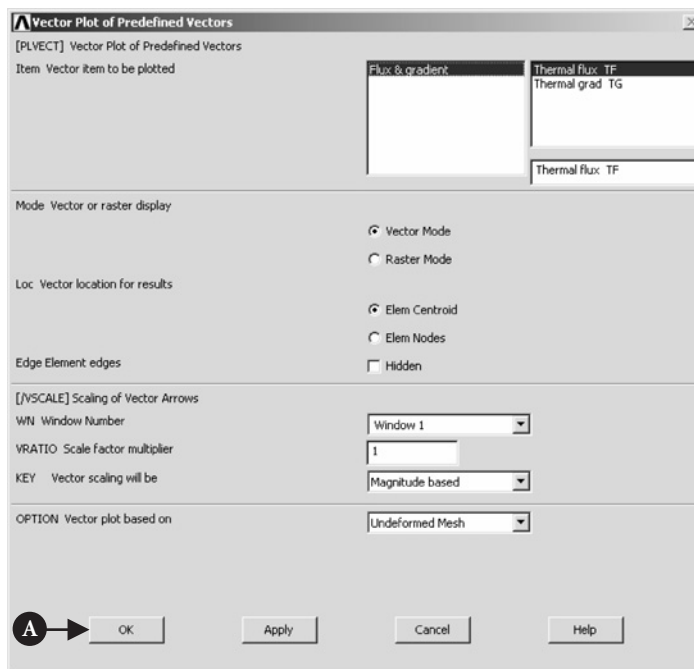 Vector Plot of Predefined Vectors
[PLVECT] Vector Plot of Predefined Vectors
Item Vector item to be plotted
Flux & gradient
Thermal flux TF
Thermal grad TG
Thermal flux TF
Mode Vector or raster display
Vector Mode
Raster Mode
Loc Vector location for results
Elem Centroid
Elem Nodes
Edge Element edges
Hidden
[/VSCALE] Scaling of Vector Arrows
WN Window Number
Window 1
VRATIO Scale factor multiplier
1
KEY Vector scaling will be
Magnitude based
OPTION Vector plot based on
Undeformed Mesh
A
OK
Apply
Cancel
Help